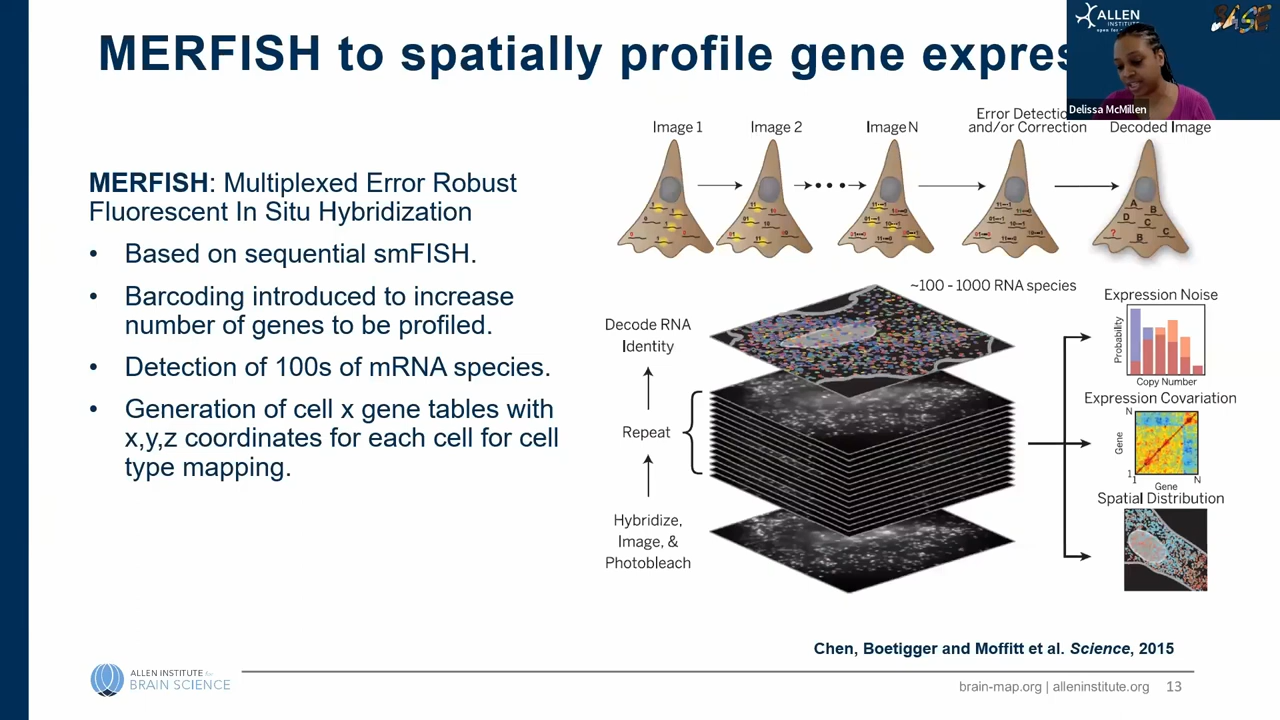 MERFISH to spatially profile gene expres
ALLEN
INSTITUTE
Delissa McMillen
MERFISH: Multiplexed Error Robust
Fluorescent In Situ Hybridization
• Based on sequential smFISH.
• Barcoding introduced to increase
number of genes to be profiled.
• Detection of 100s of mRNA species.
• Generation of cell x gene tables with
x,y,z coordinates for each cell for cell
type mapping.
Image 1
Image 2
Image N
Error Detectio
and/or Correction
Decoded Image
A
B
D
C
?
B
C
~100 - 1000 RNA species
Decode RNA
Identity
Repeat
Hybridize,
Image, &
Photobleach
Expression Noise
Probability
Copy Number
Expression Covariation
N
Gene
1
1
N
Gene
Spatial Distribution
Chen, Boetigger and Moffitt et al. Science, 2015
ALLEN INSTITUTE for
BRAIN SCIENCE
brain-map.org | alleninstitute.org 13